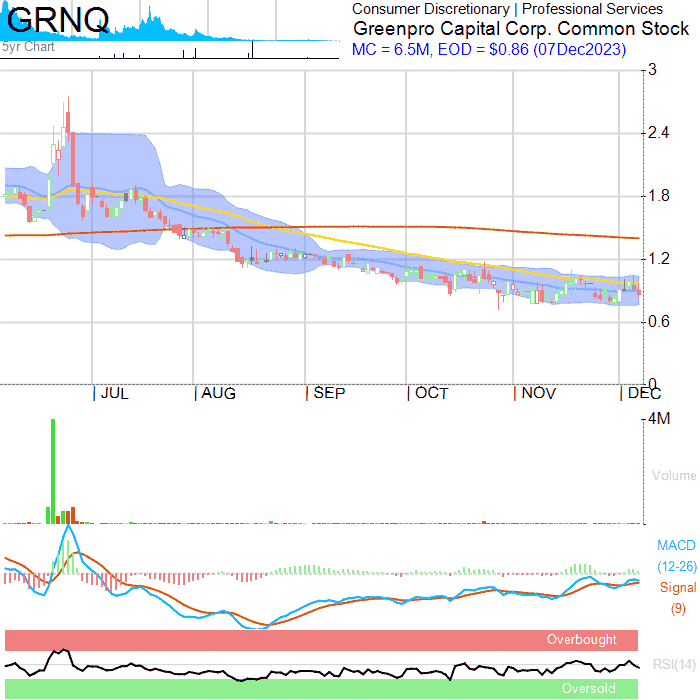 GRNQ
5yr Chart
Consumer Discretionary | Professional Services
Greenpro Capital Corp. Common Stock
MC = 6.5M, EOD = $0.86 (07Dec2023)
3
2.4
1.8
1.2
0.6
0
JUL AUG SEP OCT NOV DEC
4M
Volume
MACD
(12-26)
Signal
(9)
Overbought
RSI(14)
Oversold